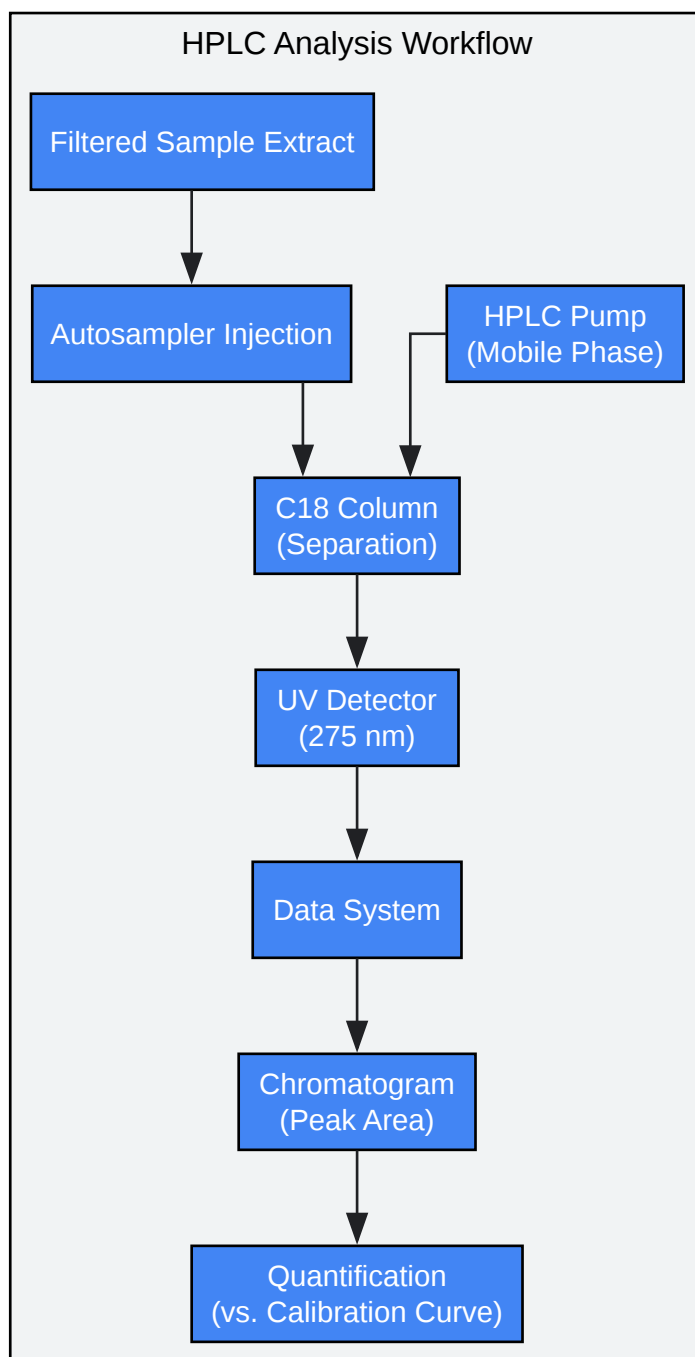 HPLC Analysis Workflow
Filtered Sample Extract
Autosampler Injection
HPLC Pump
(Mobile Phase)
C18 Column
(Separation)
UV Detector
(275 nm)
Data System
Chromatogram
(Peak Area)
Quantification
(vs. Calibration Curve)